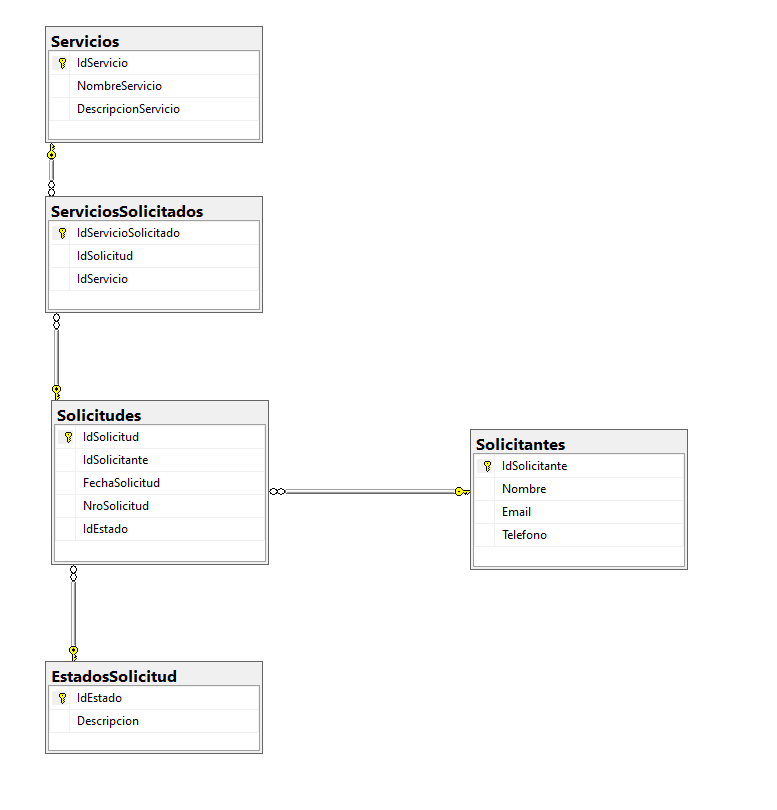 Servicios
IdServicio
NombreServicio
DescripcionServicio
ServiciosSolicitados
IdServicioSolicitado
IdSolicitud
IdServicio
Solicitudes
IdSolicitud
IdSolicitante
FechaSolicitud
NroSolicitud
IdEstado
Solicitantes
IdSolicitante
Nombre
Email
Telefono
EstadosSolicitud
IdEstado
Descripcion